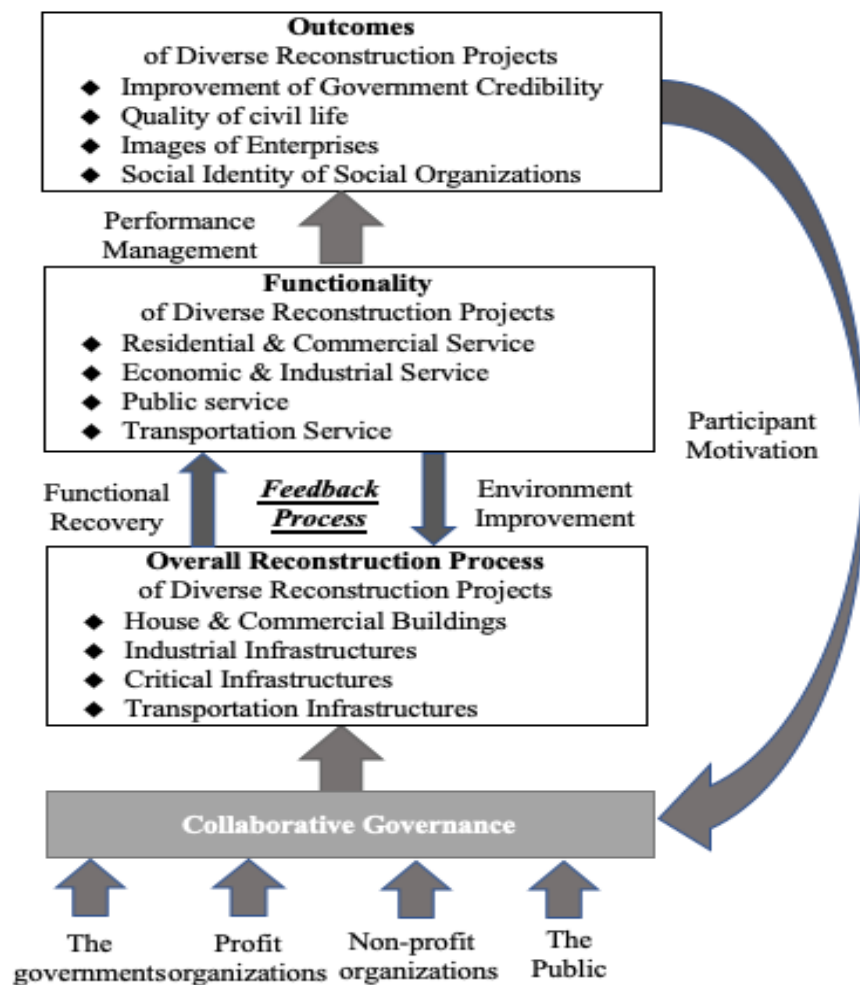 Outcomes
of Diverse Reconstruction Projects
◆ Improvement of Government Credibility
◆ Quality of civil life
◆ Images of Enterprises
◆ Social Identity of Social Organizations
Performance
Management
Functionality
of Diverse Reconstruction Projects
◆ Residential & Commercial Service
◆ Economic & Industrial Service
◆ Public service
◆ Transportation Service
Participant
Motivation
Functional
Recovery
Feedback
Process
Environment
Improvement
Overall Reconstruction Process
of Diverse Reconstruction Projects
◆ House & Commercial Buildings
◆ Industrial Infrastructures
◆ Critical Infrastructures
◆ Transportation Infrastructures
Collaborative Governance
The
governments
Profit
organizations
Non-profit
organizations
The
Public